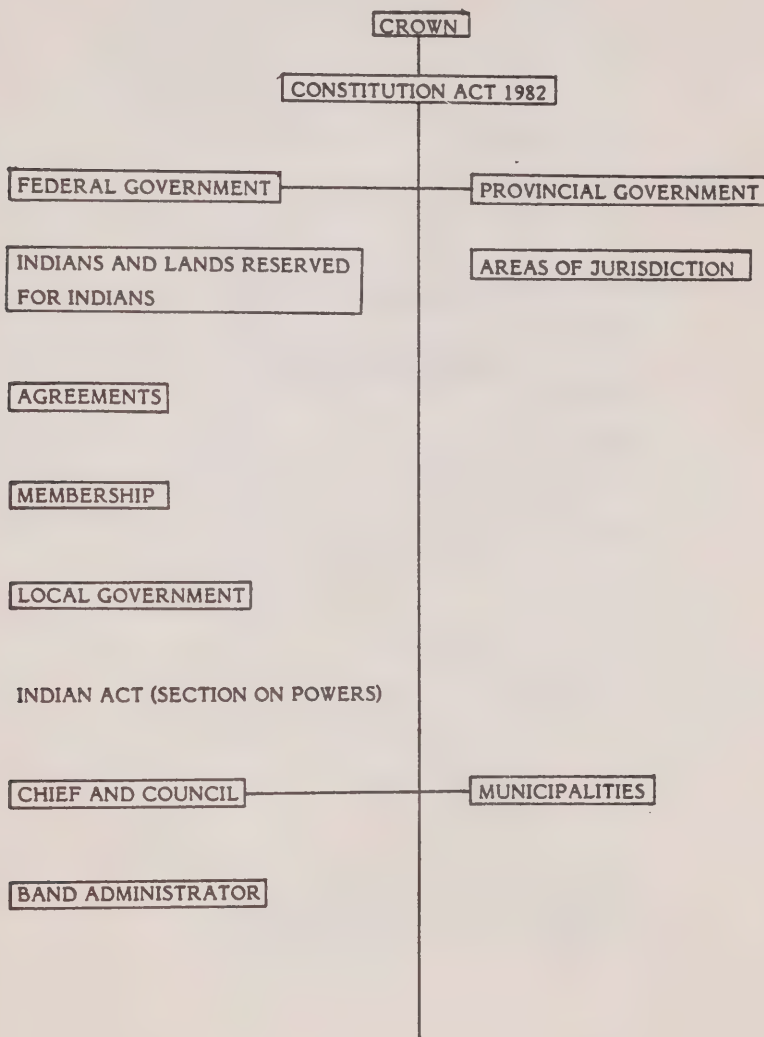 CROWN
CONSTITUTION ACT 1982
FEDERAL GOVERNMENT
PROVINCIAL GOVERNMENT
INDIANS AND LANDS RESERVED
FOR INDIANS
AREAS OF JURISDICTION
AGREEMENTS
MEMBERSHIP
LOCAL GOVERNMENT
INDIAN ACT (SECTION ON POWERS)
CHIEF AND COUNCIL
MUNICIPALITIES
BAND ADMINISTRATOR